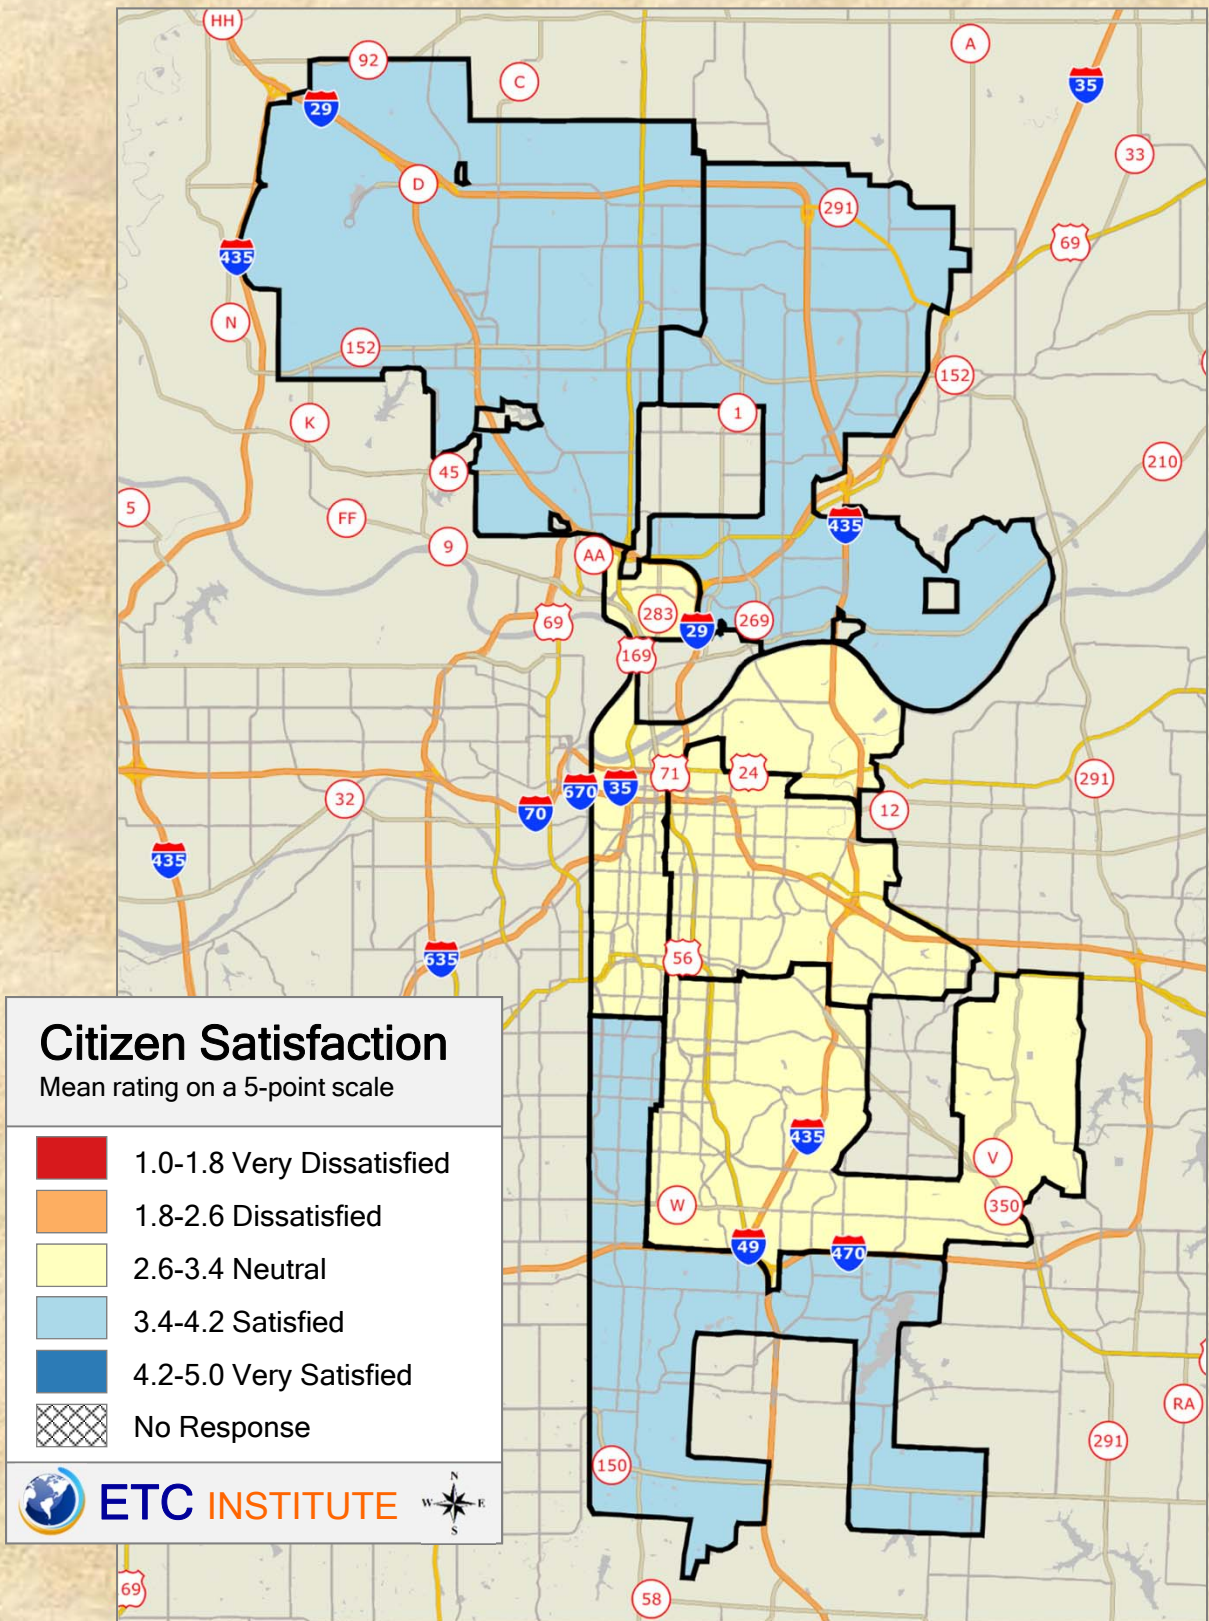 HH
92
C
A
29
35
33
D
291
69
435
N
152
152
1
K
45
210
5
FF
435
9
AA
283
269
69
29
169
71
24
291
670
35
32
70
12
435
56
635
Citizen Satisfaction
Mean rating on a 5-point scale
1.0-1.8 Very Dissatisfied
1.8-2.6 Dissatisfied
2.6-3.4 Neutral
3.4-4.2 Satisfied
4.2-5.0 Very Satisfied
No Response
ETC INSTITUTE
N
W E
S
435
V
W
350
49
470
RA
291
150
69
58